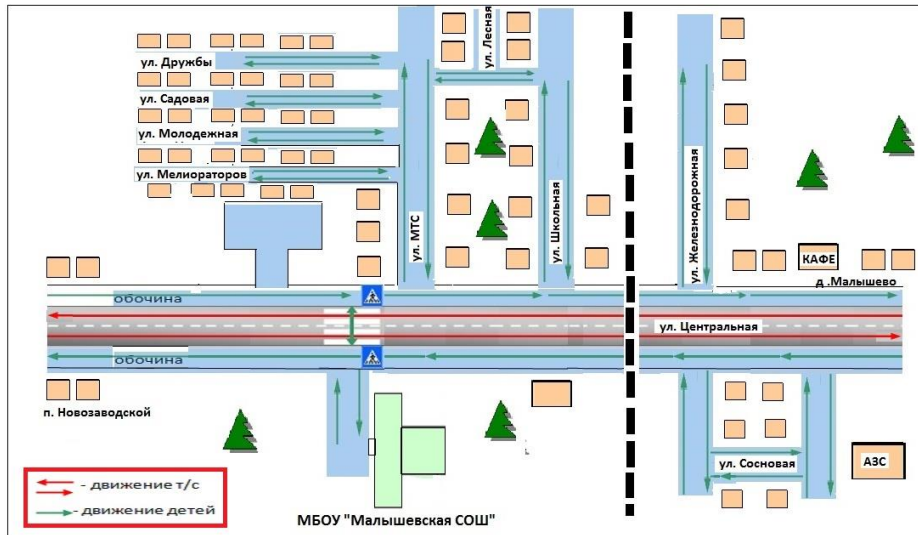 ул. Дружбы
ул. Садовая
ул. Молодежная
ул. Мелиораторов
ул. МТС
ул. Лесная
ул. Школьная
ул. Железнодорожная
КАФЕ
д .Малышево
обочина
ул. Центральная
обочина
п. Новозаводской
ул. Сосновая
АЗС
- движение т/с
- движение детей
МБОУ "Малышевская СОШ"